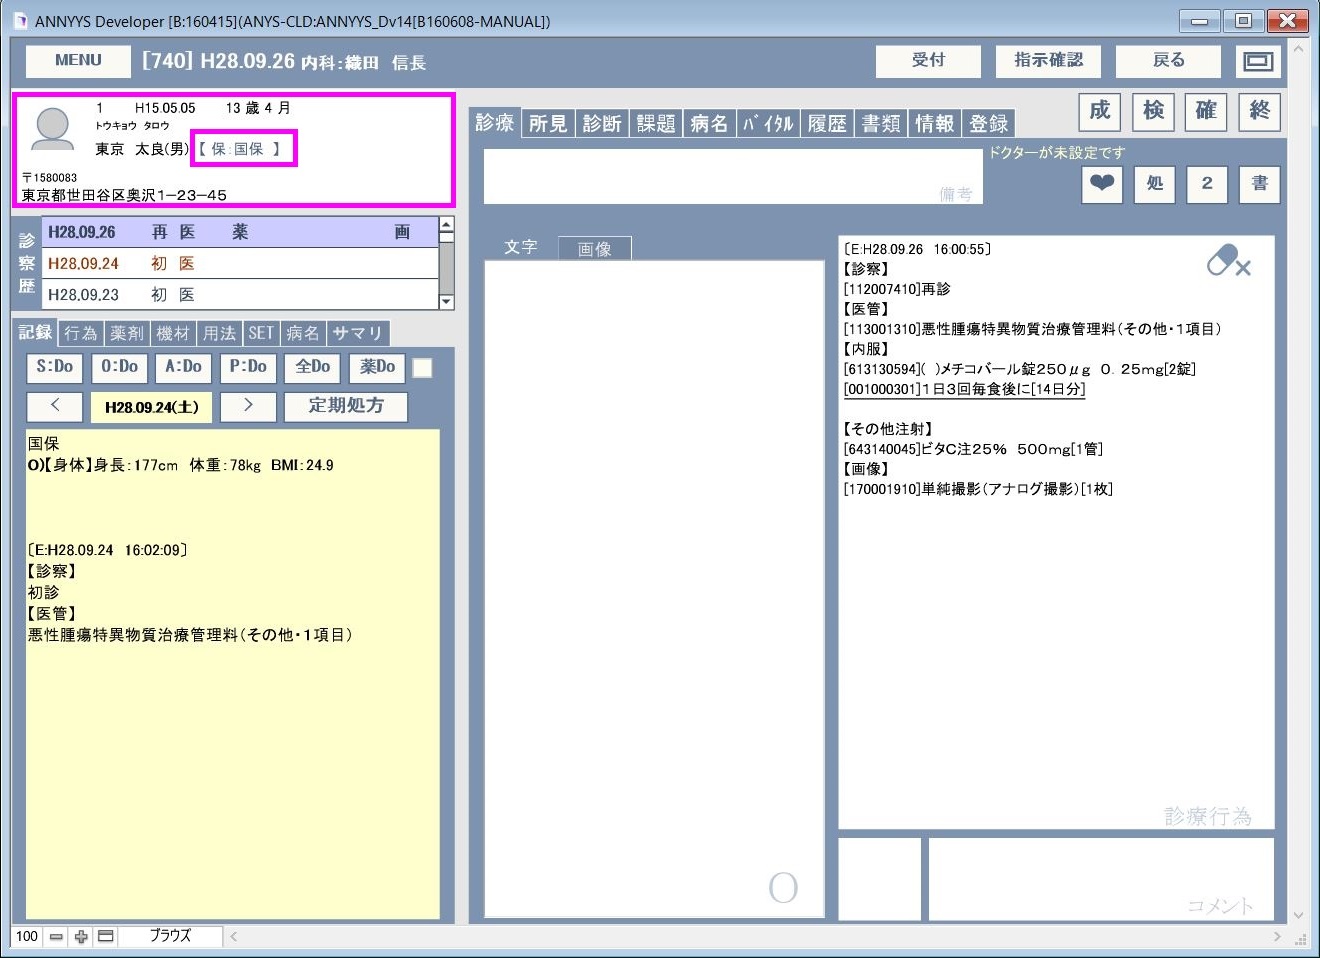 ANNYYS Developer [B:160415](ANYS-CLD:ANNYYS_Dv14[B160608-MANUAL])
MENU
[740] H28.09.26 内科:織田 信長
受付
指示確認
戻る
1 H15.05.05 13 歳 4 月
トウキョウ タロウ
東京 太良(男)【 保:国保 】
〒1580083
東京都世田谷区奥沢1-23-45
診察歴
H28.09.26 再 医 薬 画
H28.09.24 初 医
H28.09.23 初 医
記録 行為 薬剤 機材 用法 SET 病名 サマリ
S:Do O:Do A:Do P:Do 全Do 薬Do
< H28.09.24(土) > 定期処方
国保
O)【身体】身長:177cm 体重:78kg BMI:24.9
〔E:H28.09.24 16:02:09〕
【診察】
初診
【医管】
悪性腫瘍特異物質治療管理料(その他・1項目)
診療 所見 診断 課題 病名 バイタル 履歴 書類 情報 登録
成 検 確 終
ドクターが未設定です
備考
処 2 書
文字 画像
O
〔E:H28.09.26 16:00:55〕
【診察】
[112007410]再診
【医管】
[113001310]悪性腫瘍特異物質治療管理料(その他・1項目)
【内服】
[613130594]( )メチコバール錠250μg 0.25mg[2錠]
[001000301]1日3回毎食後に[14日分]
【その他注射】
[643140045]ビタC注25% 500mg[1管]
【画像】
[170001910]単純撮影(アナログ撮影)[1枚]
診療行為
コメント
100 ブラウズ